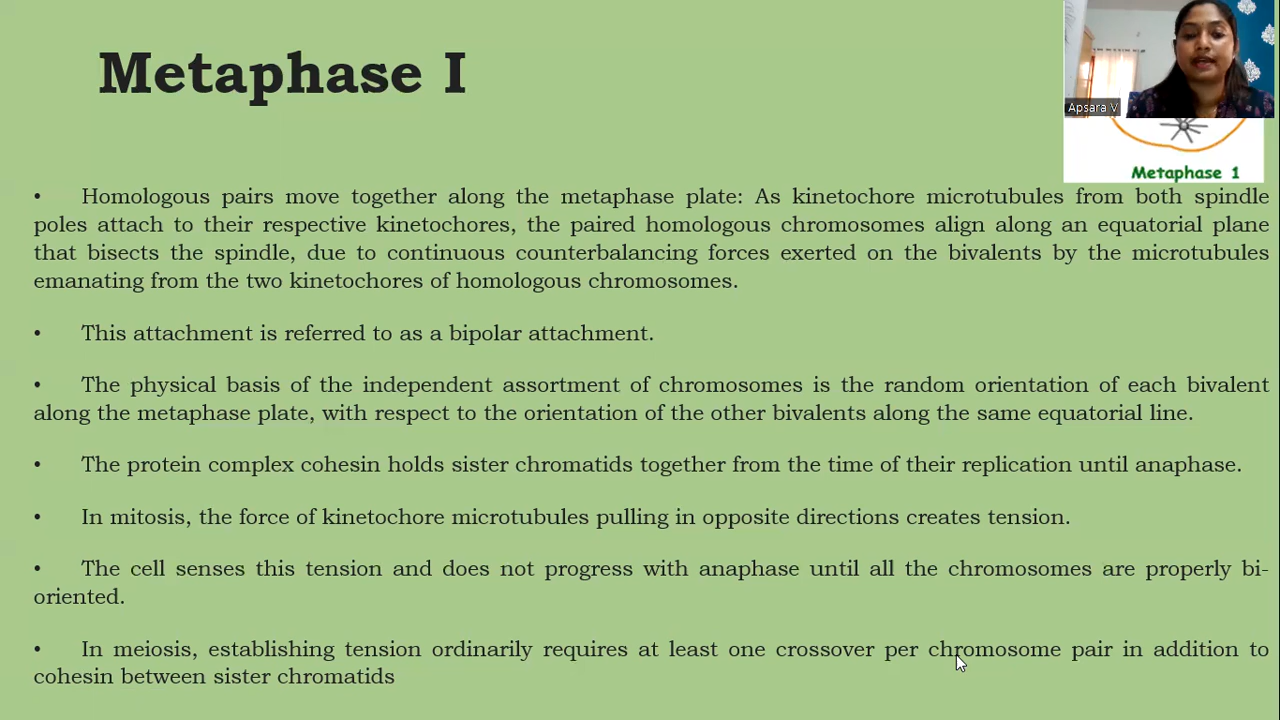 Metaphase I
Apsara V
Metaphase 1
• Homologous pairs move together along the metaphase plate: As kinetochore microtubules from both spindle
poles attach to their respective kinetochores, the paired homologous chromosomes align along an equatorial plane
that bisects the spindle, due to continuous counterbalancing forces exerted on the bivalents by the microtubules
emanating from the two kinetochores of homologous chromosomes.
• This attachment is referred to as a bipolar attachment.
• The physical basis of the independent assortment of chromosomes is the random orientation of each bivalent
along the metaphase plate, with respect to the orientation of the other bivalents along the same equatorial line.
• The protein complex cohesin holds sister chromatids together from the time of their replication until anaphase.
• In mitosis, the force of kinetochore microtubules pulling in opposite directions creates tension.
• The cell senses this tension and does not progress with anaphase until all the chromosomes are properly bi-
oriented.
• In meiosis, establishing tension ordinarily requires at least one crossover per chromosome pair in addition to
cohesin between sister chromatids